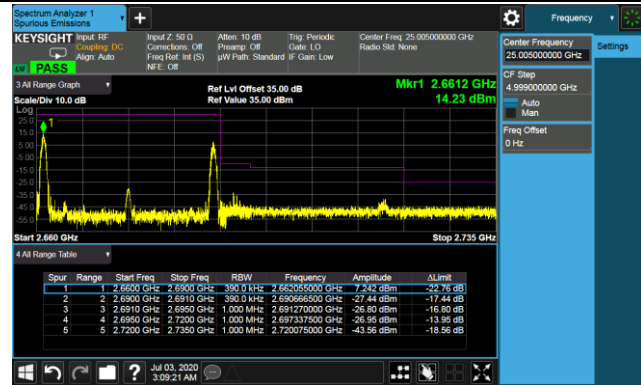 Spectrum Analyzer 1
Spurious Emissions
Frequency
KEYSIGHT Input: RF Input Z: 50 Ω Atten: 10 dB Trig: Periodic Center Freq: 25.005000000 GHz
Coupling: DC Corrections: Off Preamp: Off Gate: LO Radio Std: None
Align: Auto Freq Ref: Int (S) µW Path: Standard IF Gain: Low
NFE: Off
LXI PASS
Center Frequency
25.005000000 GHz
Settings
CF Step
4.999000000 GHz
Auto
Man
Freq Offset
0 Hz
3 All Range Graph
Ref Lvl Offset 35.00 dB Mkr1 2.6612 GHz
Scale/Div 10.0 dB Ref Value 35.00 dBm 14.23 dBm
Log
25.0
1
15.0
5.00
-5.00
-15.0
-25.0
-35.0
-45.0
-55.0
Start 2.660 GHz Stop 2.735 GHz
4 All Range Table
Spur Range Start Freq Stop Freq RBW Frequency Amplitude ΔLimit
1 1 2.6600 GHz 2.6900 GHz 390.0 kHz 2.662055000 GHz 7.242 dBm -22.76 dB
2 2 2.6900 GHz 2.6910 GHz 390.0 kHz 2.690666500 GHz -27.44 dBm -17.44 dB
3 3 2.6910 GHz 2.6950 GHz 1.000 MHz 2.691270000 GHz -26.80 dBm -16.80 dB
4 4 2.6950 GHz 2.7200 GHz 1.000 MHz 2.697337500 GHz -26.95 dBm -13.95 dB
5 5 2.7200 GHz 2.7350 GHz 1.000 MHz 2.720075000 GHz -43.56 dBm -18.56 dB
Jul 03, 2020
3:09:21 AM